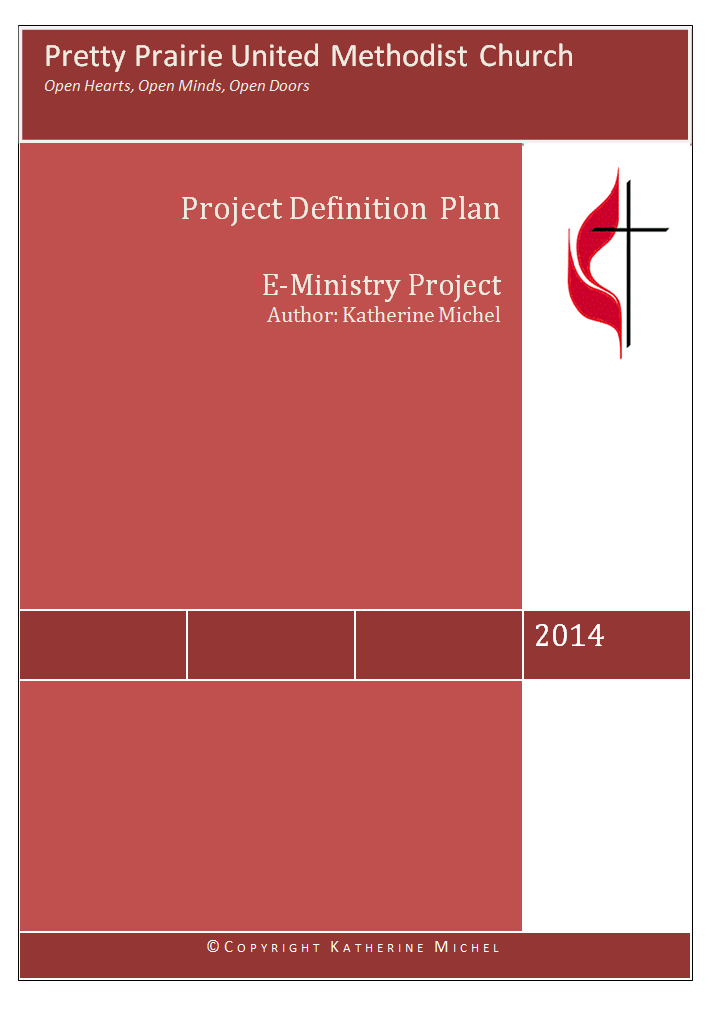 Pretty Prairie United Methodist Church
Open Hearts, Open Minds, Open Doors
Project Definition Plan
E-Ministry Project
Author: Katherine Michel
2014
©Copyright Katherine Michel